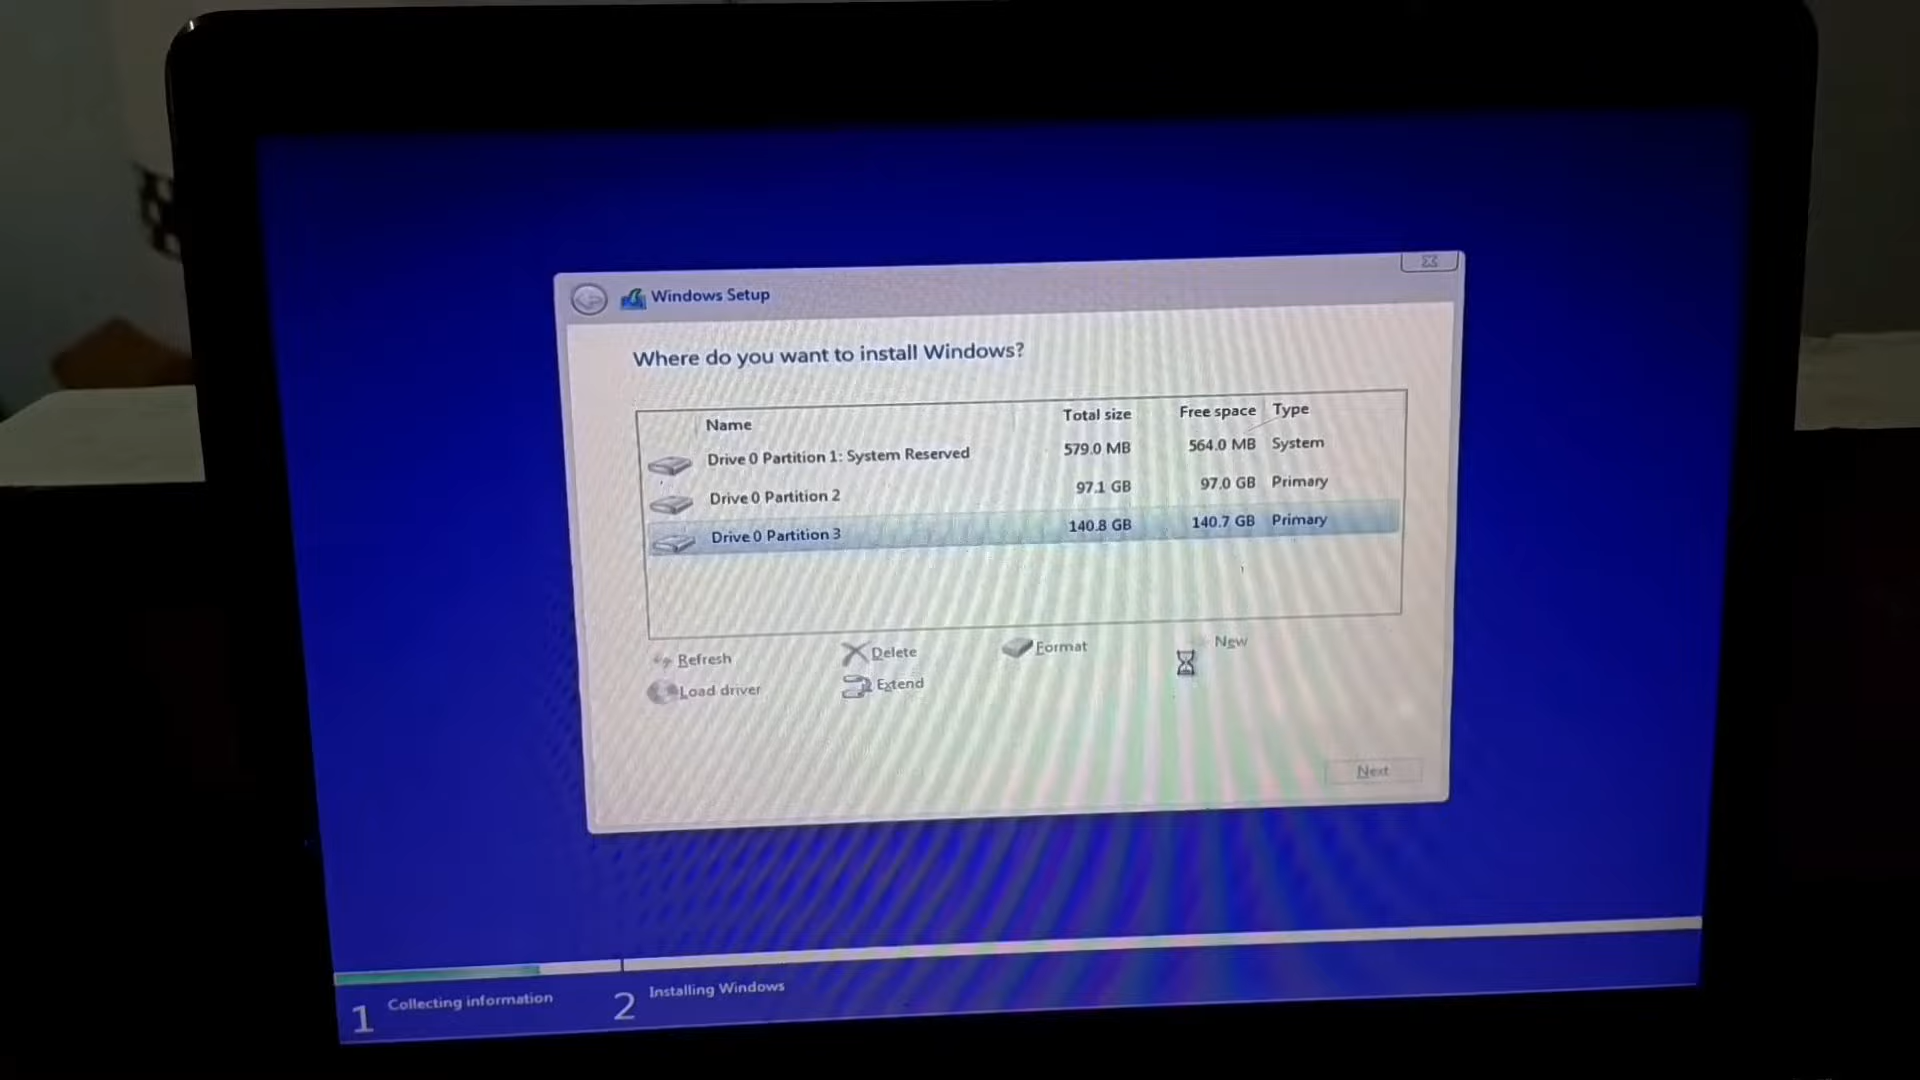 Windows Setup
Where do you want to install Windows?
Name Total size Free space Type
Drive 0 Partition 1: System Reserved 579.0 MB 564.0 MB System
Drive 0 Partition 2 97.1 GB 97.0 GB Primary
Drive 0 Partition 3 140.8 GB 140.7 GB Primary
Refresh Delete Format New
Load driver Extend
Next
1 Collecting information 2 Installing Windows